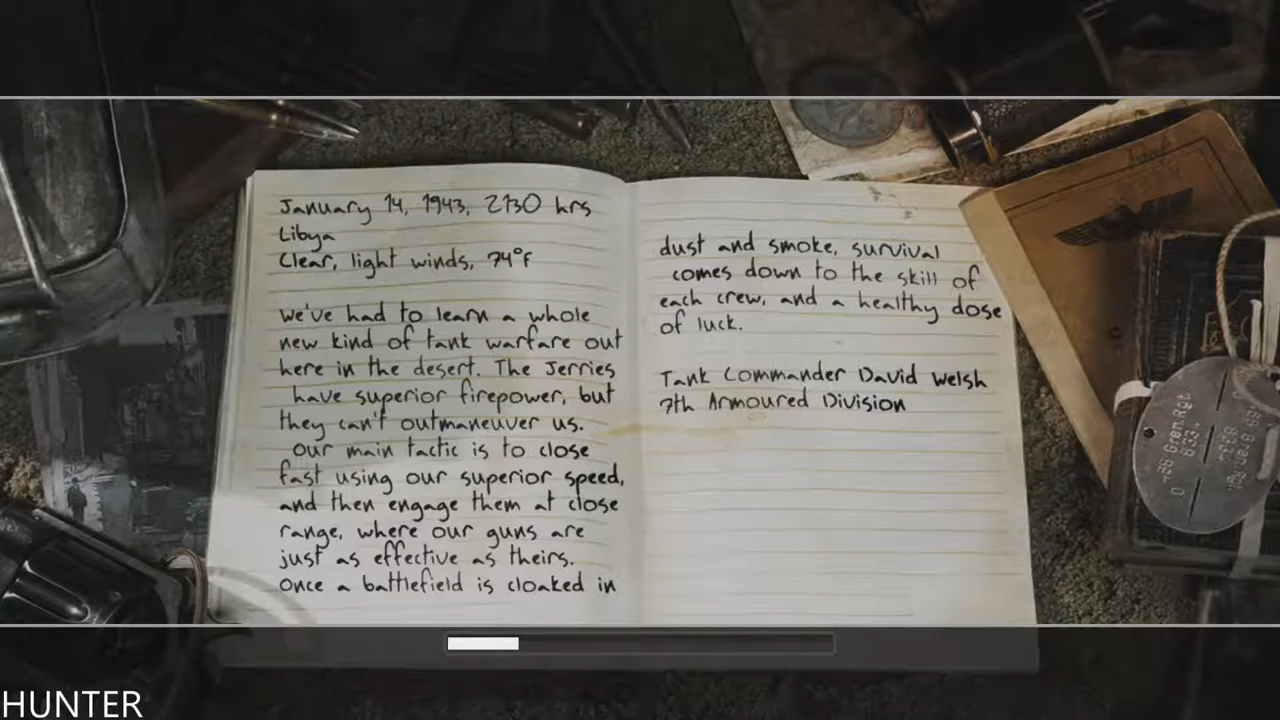 January 14, 1943, 2130 hrs
Libya
Clear, light winds, 74°F
We've had to learn a whole
new kind of tank warfare out
here in the desert. The Jerries
have superior firepower, but
they can't outmaneuver us.
Our main tactic is to close
fast using our superior speed,
and then engage them at close
range, where our guns are
just as effective as theirs.
Once a battlefield is cloaked in
dust and smoke, survival
comes down to the skill of
each crew, and a healthy dose
of luck.
Tank Commander David Welsh
7th Armoured Division
HUNTER